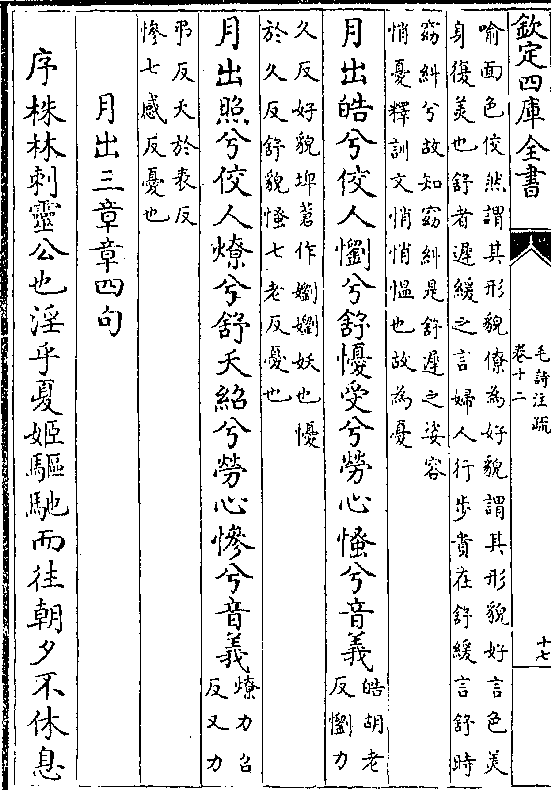 欽定四庫全書
毛詩注疏
卷十二
十七
喻面色佼然謂其形貌僚為好貌謂其形貌好言色美
身復美也舒者遲緩之言婦人行步貴在舒緩言舒時
窈糾兮故知窈糾是舒遲之姿容
悄憂釋訓文悄悄愠也故為憂
月出皓兮佼人懰兮舒懮受兮勞心慅兮音義
皓胡老
反懰力
久反好貌埤蒼作嬼嬼妖也懮
於久反舒貌慅七老反憂也
月出照兮佼人燎兮舒夭紹兮勞心慘兮音義
燎力召
反又力
弔反夭於表反
慘七感反憂也
月出三章章四句
序株林刺靈公也淫乎夏姬驅馳而往朝夕不休息